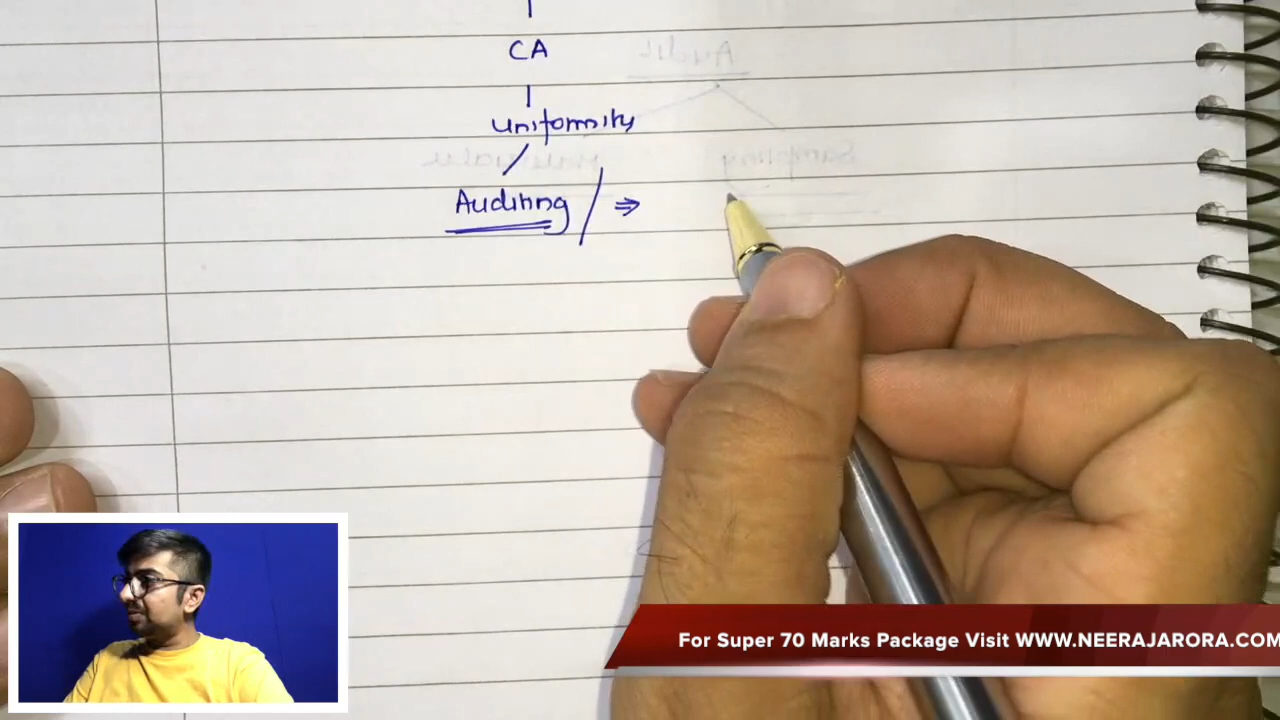 CA
Uniformity
Auditing / ⇒
For Super 70 Marks Package Visit WWW.NEERAJARORA.COM